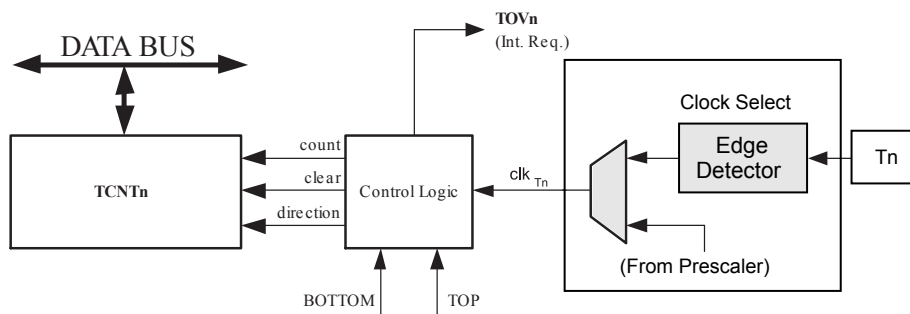 DATA BUS
TOVn
(Int. Req.)
Clock Select
Edge
Detector
Tn
TCNTn
count
clear
direction
Control Logic
clk Tn
(From Prescaler)
BOTTOM
TOP